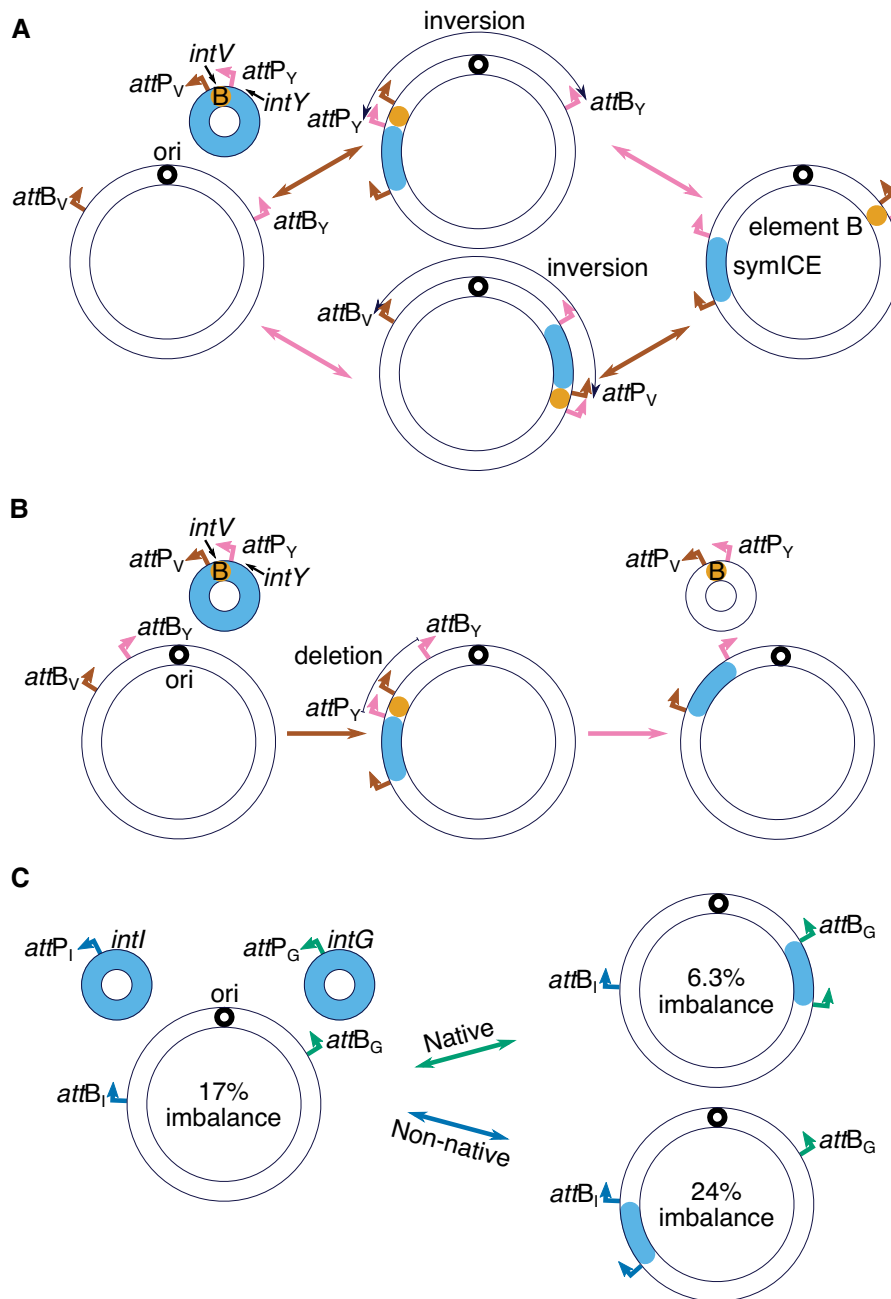 A
inversion
intV
attPV
attPY
B
intY
attPY
attBY
ori
attBV
attBY
element B
symICE
inversion
attBV
attPV
B
intV
attPV
attPY
B
intY
attPV
attPY
B
attBY
attBV
ori
deletion
attBY
attPY
C
attPI
intI
attPG
intG
ori
attBG
attBI
17%
imbalance
Native
Non-native
attBG
attBI
6.3%
imbalance
attBG
attBI
24%
imbalance